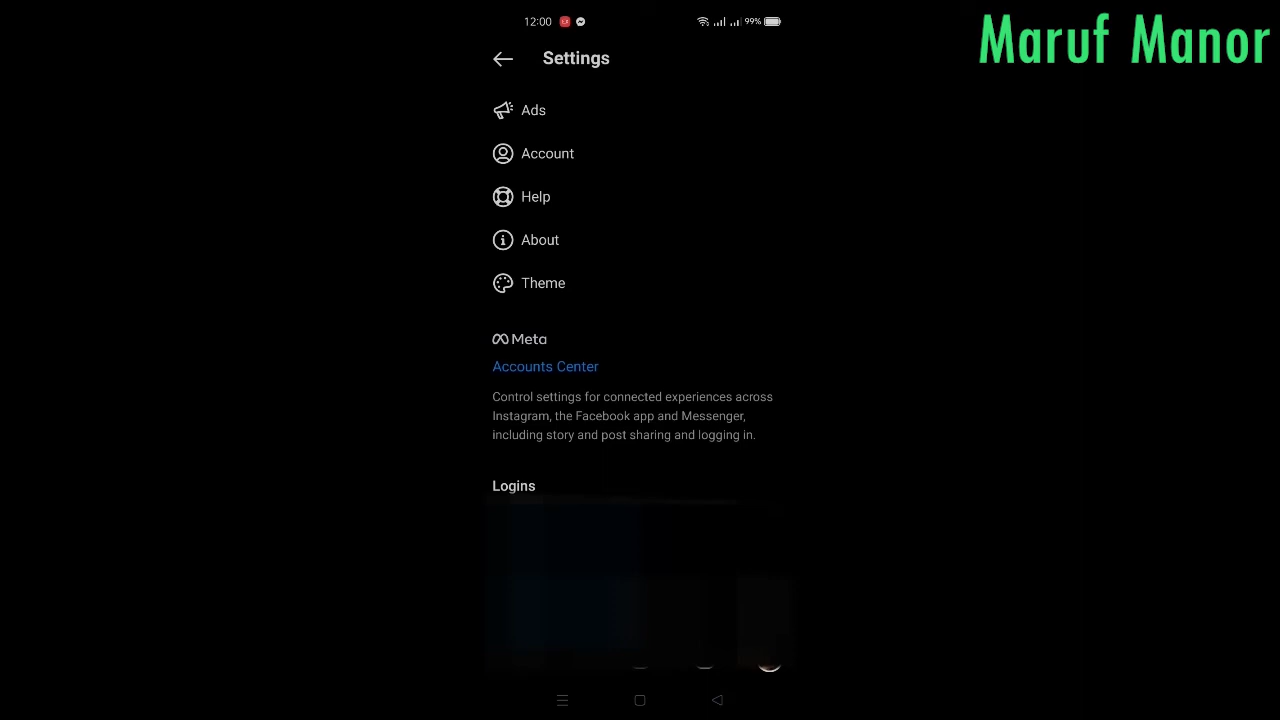 12:00
99%
Maruf Manor
Settings
Ads
Account
Help
About
Theme
Meta
Accounts Center
Control settings for connected experiences across
Instagram, the Facebook app and Messenger,
including story and post sharing and logging in.
Logins